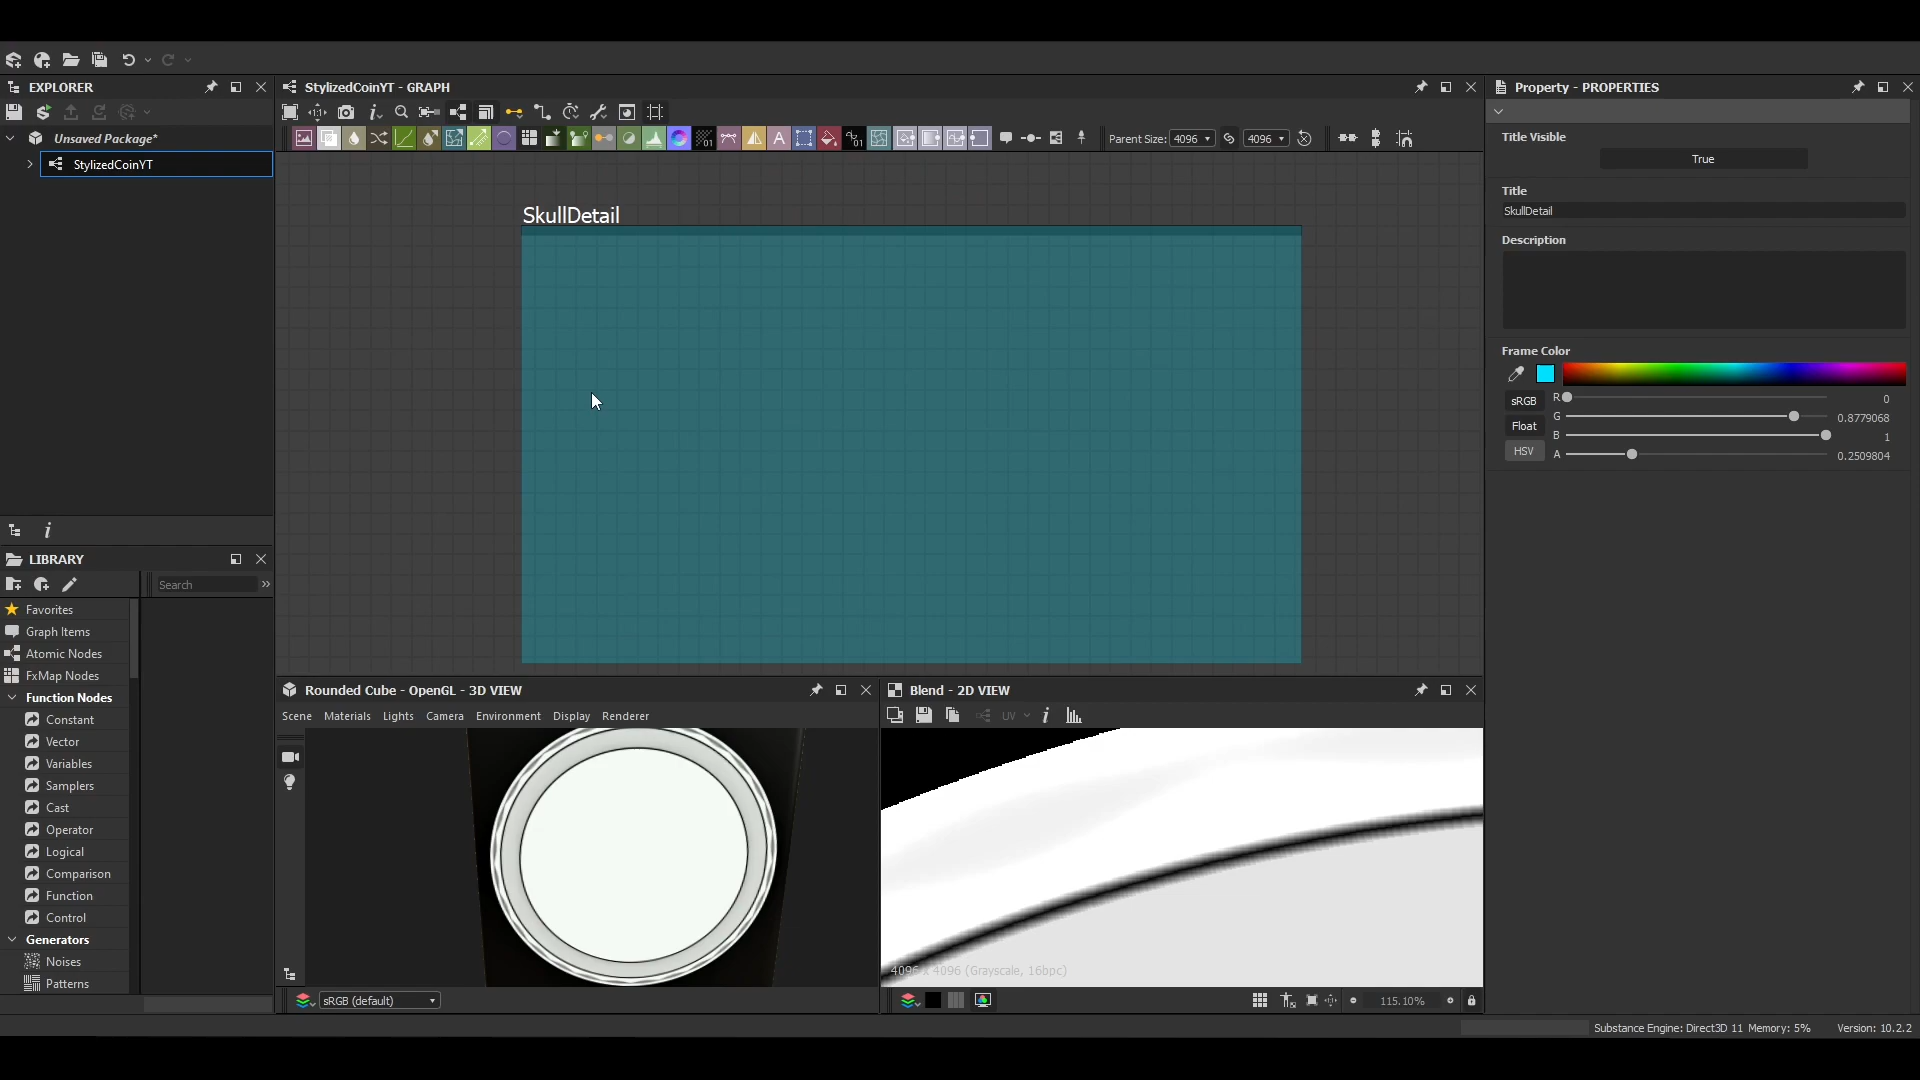 EXPLORER
StylizedCoinYT - GRAPH
Property - PROPERTIES
Parent Size: 4096 4096
Unsaved Package*
StylizedCoinYT
Title Visible
True
Title
SkullDetail
SkullDetail
Description
Frame Color
sRGB
R 0
G 0.8779068
Float
B 1
HSV
A 0.2509804
LIBRARY
Search
Favorites
Graph Items
Atomic Nodes
FxMap Nodes
Function Nodes
Constant
Vector
Variables
Samplers
Cast
Operator
Logical
Comparison
Function
Control
Generators
Noises
Patterns
Rounded Cube - OpenGL - 3D VIEW
Scene Materials Lights Camera Environment Display Renderer
sRGB (default)
Blend - 2D VIEW
UV
4096 x 4096 (Grayscale, 16bpc)
115.10%
Substance Engine: Direct3D 11 Memory: 5%
Version: 10.2.2